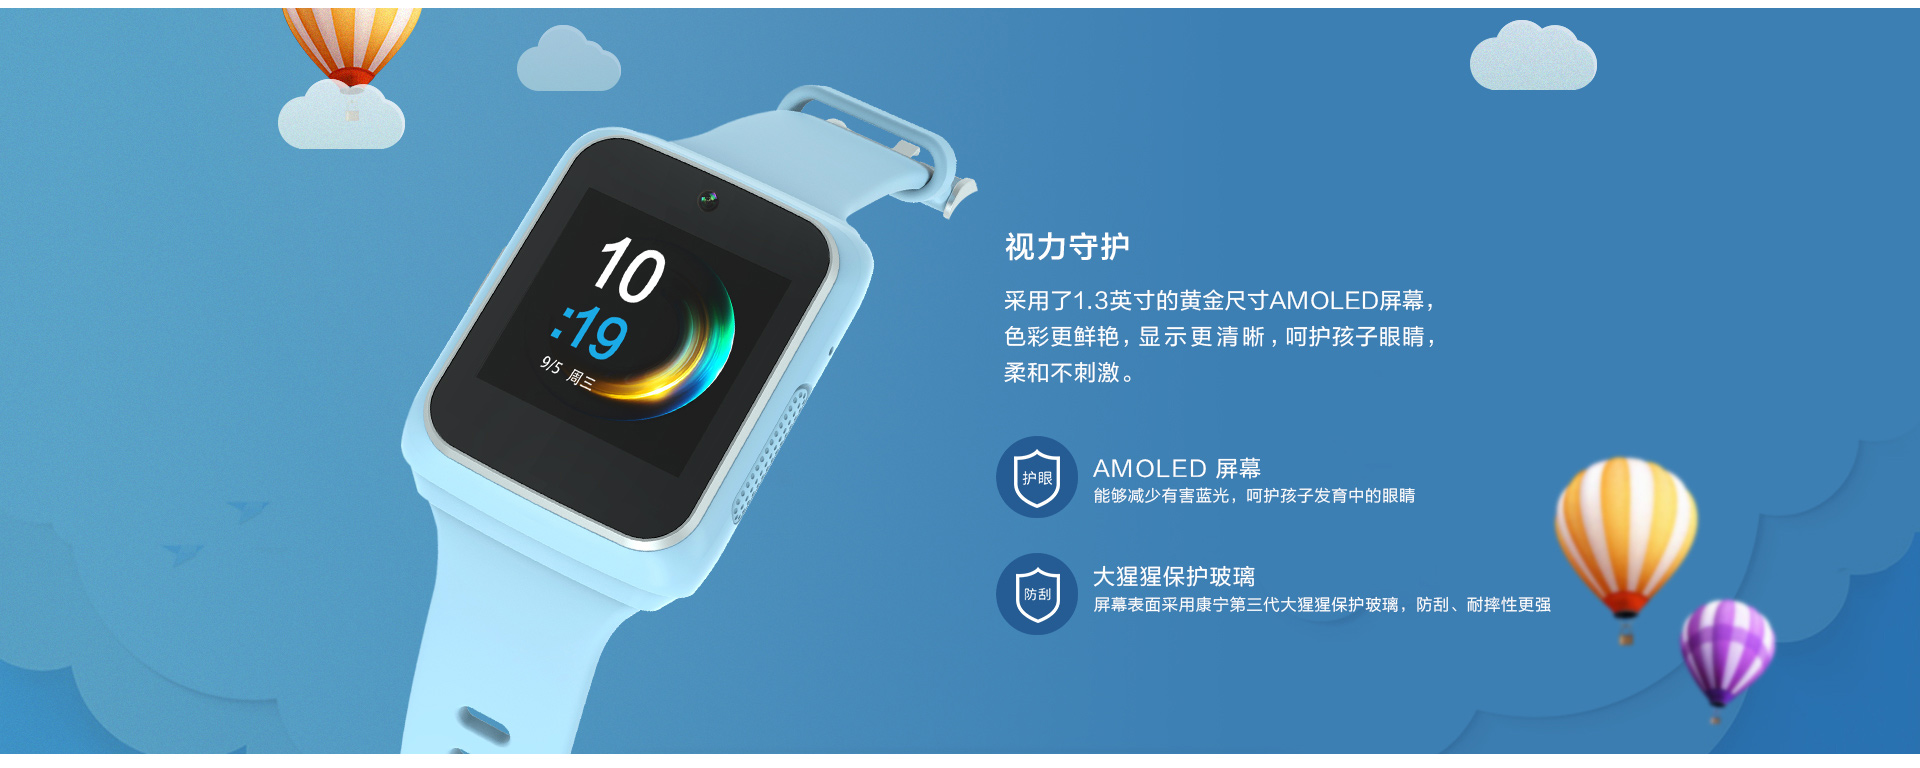 10
:19
9/5 周三
视力守护
采用了1.3英寸的黄金尺寸AMOLED屏幕，
色彩更鲜艳，显示更清晰，呵护孩子眼睛，
柔和不刺激。
护眼
AMOLED 屏幕
能够减少有害蓝光，呵护孩子发育中的眼睛
防刮
大猩猩保护玻璃
屏幕表面采用康宁第三代大猩猩保护玻璃，防刮、耐摔性更强